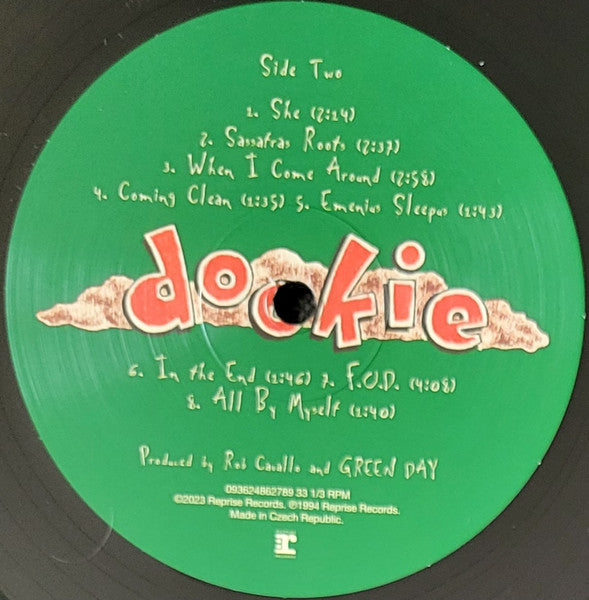 Side Two
1. She (2:14)
2. Sassafras Roots (2:37)
3. When I Come Around (2:58)
4. Coming Clean (1:35) 5. Emenius Sleepus (1:43)
dookie
6. In the End (1:46) 7. F.O.D. (4:08)
8. All By Myself (1:40)
Produced by Rob Cavallo and GREEN DAY
093624862789 33 1/3 RPM
©2023 Reprise Records. ℗1994 Reprise Records.
Made in Czech Republic.